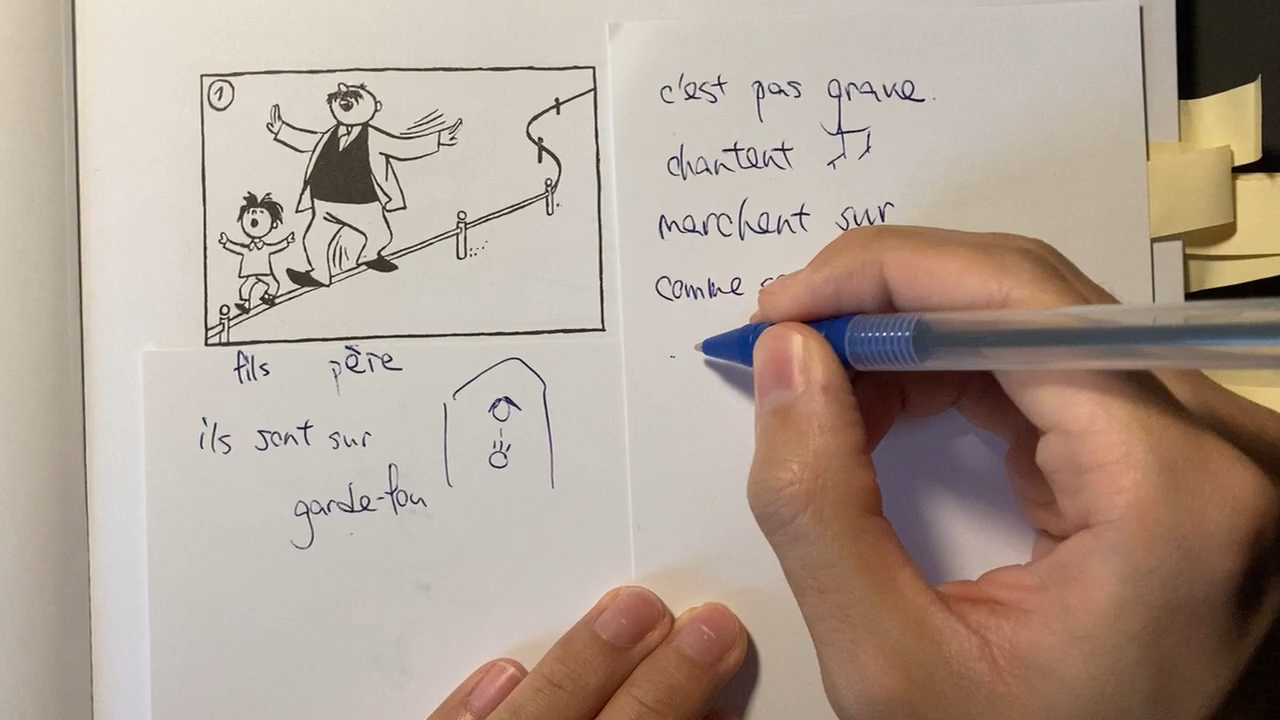 1
fils père
ils sont sur
garde-fou
c'est pas grave.
chantent
marchent sur
comme